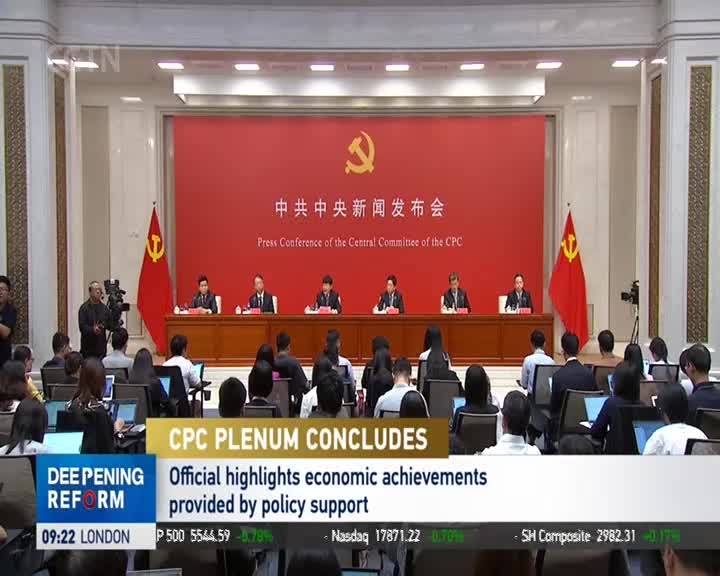 CGTN
中共中央新闻发布会
Press Conference of the Central Committee of the CPC
CPC PLENUM CONCLUDES
DEEPENING
REFORM
Official highlights economic achievements
provided by policy support
09:22 LONDON
P 500 5544.59 -0.78% · Nasdaq 17871.22 -0.70% · SH Composite 2982.31 +0.17%